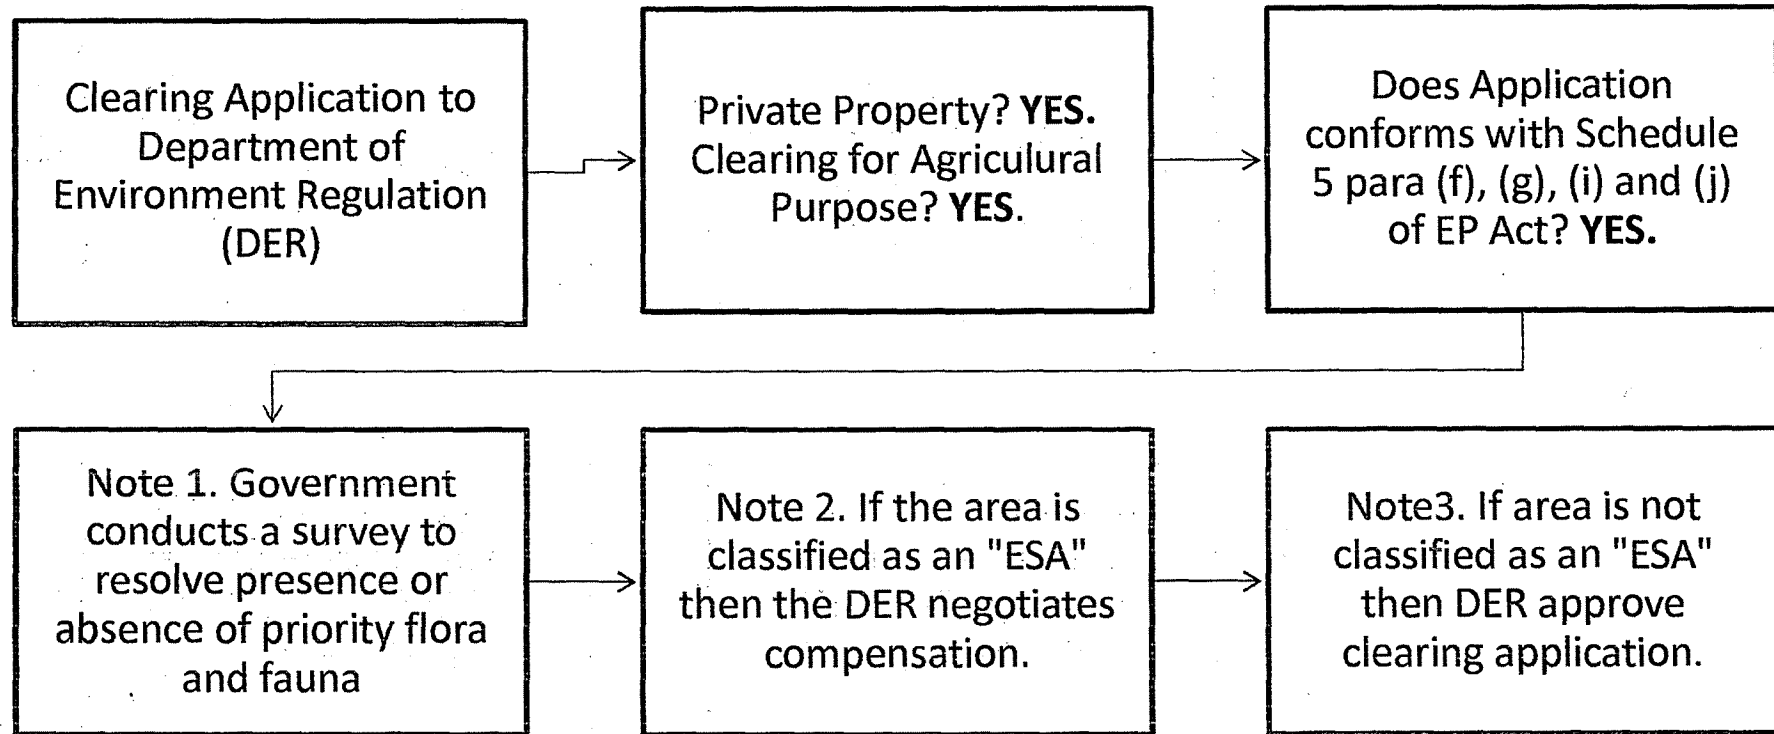 Clearing Application to
Department of
Environment Regulation
(DER)
Private Property? YES.
Clearing for Agriculural
Purpose? YES.
Does Application
conforms with Schedule
5 para (f), (g), (i) and (j)
of EP Act? YES.
Note 1. Government
conducts a survey to
resolve presence or
absence of priority flora
and fauna
Note 2. If the area is
classified as an "ESA"
then the DER negotiates
compensation.
Note3. If area is not
classified as an "ESA"
then DER approve
clearing application.